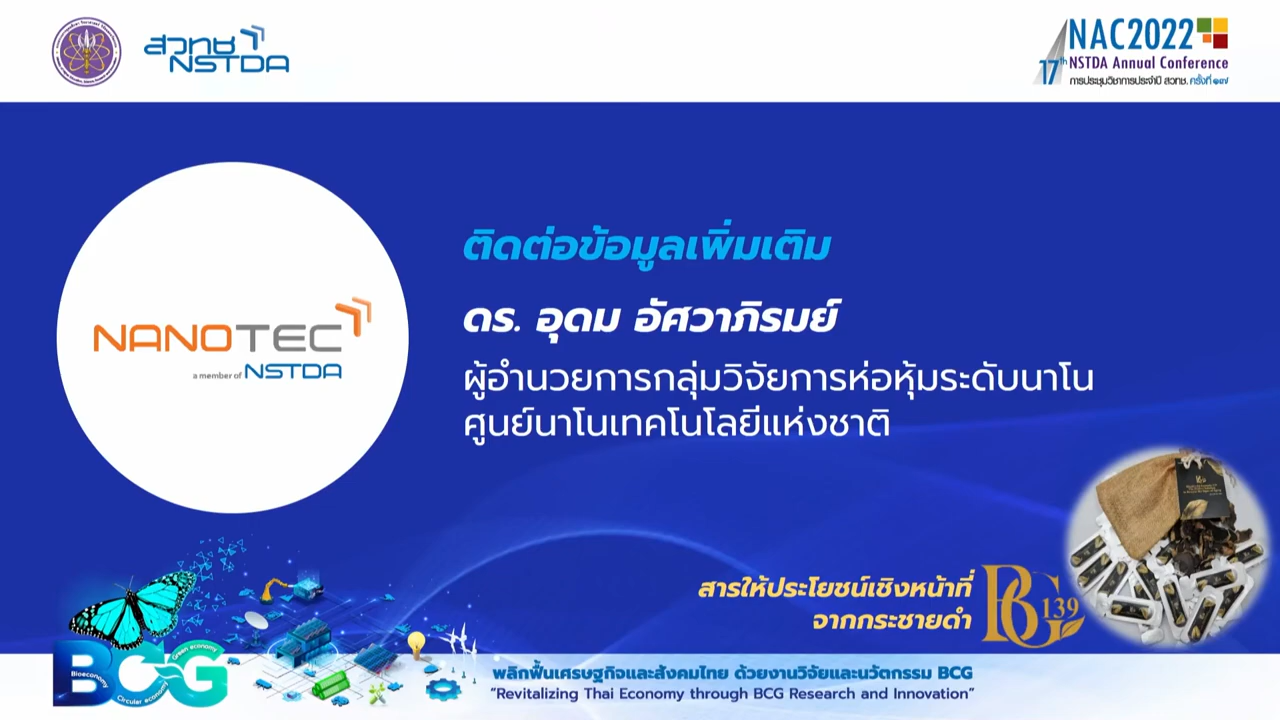 สวทช
NSTDA
NAC2022
17th NSTDA Annual Conference
การประชุมวิชาการประจำปี สวทช. ครั้งที่ ๑๗
ติดต่อข้อมูลเพิ่มเติม
ดร. อุดม อัศวาภิรมย์
ผู้อำนวยการกลุ่มวิจัยการห่อหุ้มระดับนาโน
ศูนย์นาโนเทคโนโลยีแห่งชาติ
NANOTEC
a member of NSTDA
สารให้ประโยชน์เชิงหน้าที่
จากกระชายดำ
BG 139
BCG
Bioeconomy
Circular economy
Green economy
พลิกฟื้นเศรษฐกิจและสังคมไทย ด้วยงานวิจัยและนวัตกรรม BCG
“Revitalizing Thai Economy through BCG Research and Innovation”